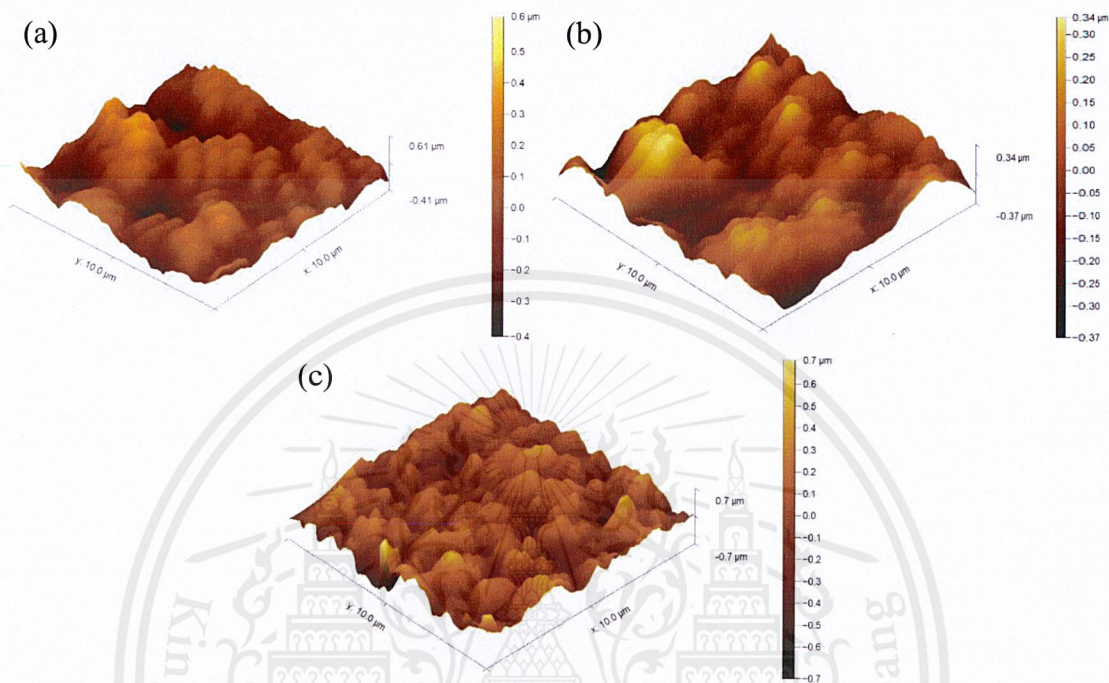 (a)
0.6 µm
0.5
0.4
0.3
0.2
0.1
0.0
-0.1
-0.2
-0.3
-0.4
0.61 µm
-0.41 µm
y: 10.0 µm
x: 10.0 µm
(b)
0.34 µm
0.30
0.25
0.20
0.15
0.10
0.05
0.00
-0.05
-0.10
-0.15
-0.20
-0.25
-0.30
-0.37
0.34 µm
-0.37 µm
y: 10.0 µm
x: 10.0 µm
(c)
0.7 µm
0.6
0.5
0.4
0.3
0.2
0.1
0.0
-0.1
-0.2
-0.3
-0.4
-0.5
-0.6
-0.7
0.7 µm
-0.7 µm
y: 10.0 µm
x: 10.0 µm
Kin
ang